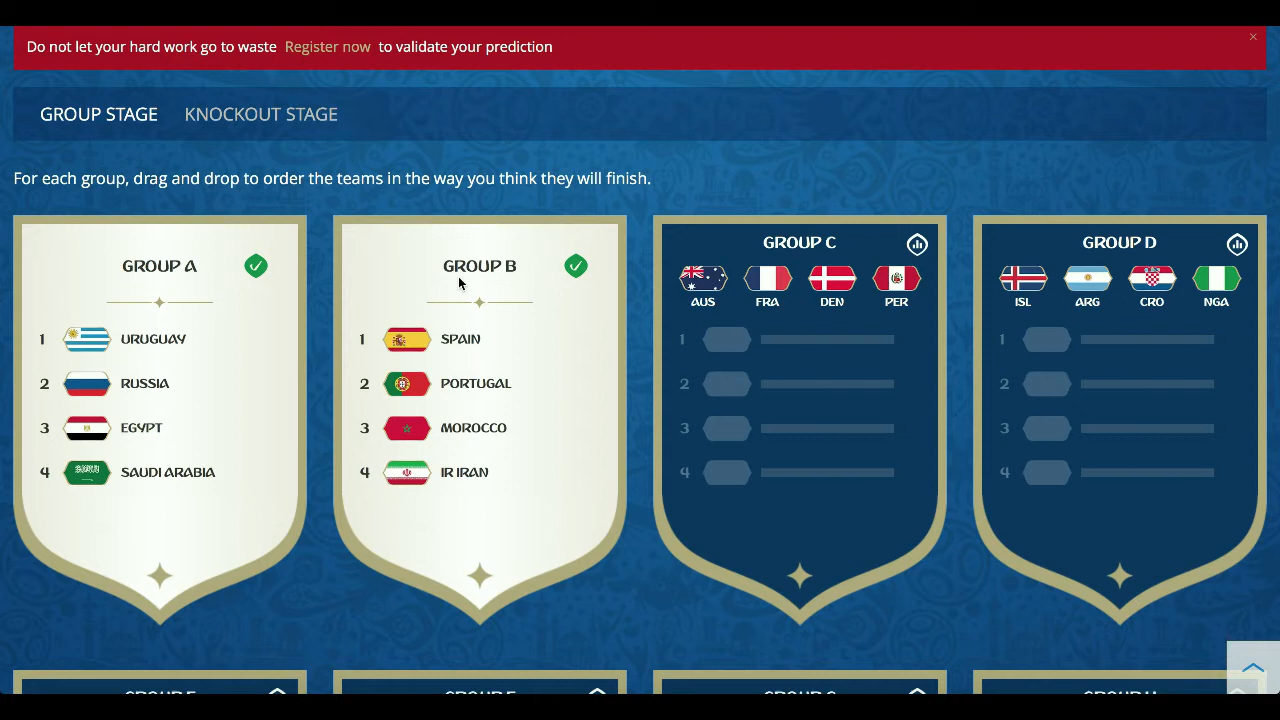 Do not let your hard work go to waste Register now to validate your prediction
GROUP STAGE KNOCKOUT STAGE
For each group, drag and drop to order the teams in the way you think they will finish.
GROUP A
1 URUGUAY
2 RUSSIA
3 EGYPT
4 SAUDI ARABIA
GROUP B
1 SPAIN
2 PORTUGAL
3 MOROCCO
4 IR IRAN
GROUP C
AUS FRA DEN PER
1
2
3
4
GROUP D
ISL ARG CRO NGA
1
2
3
4